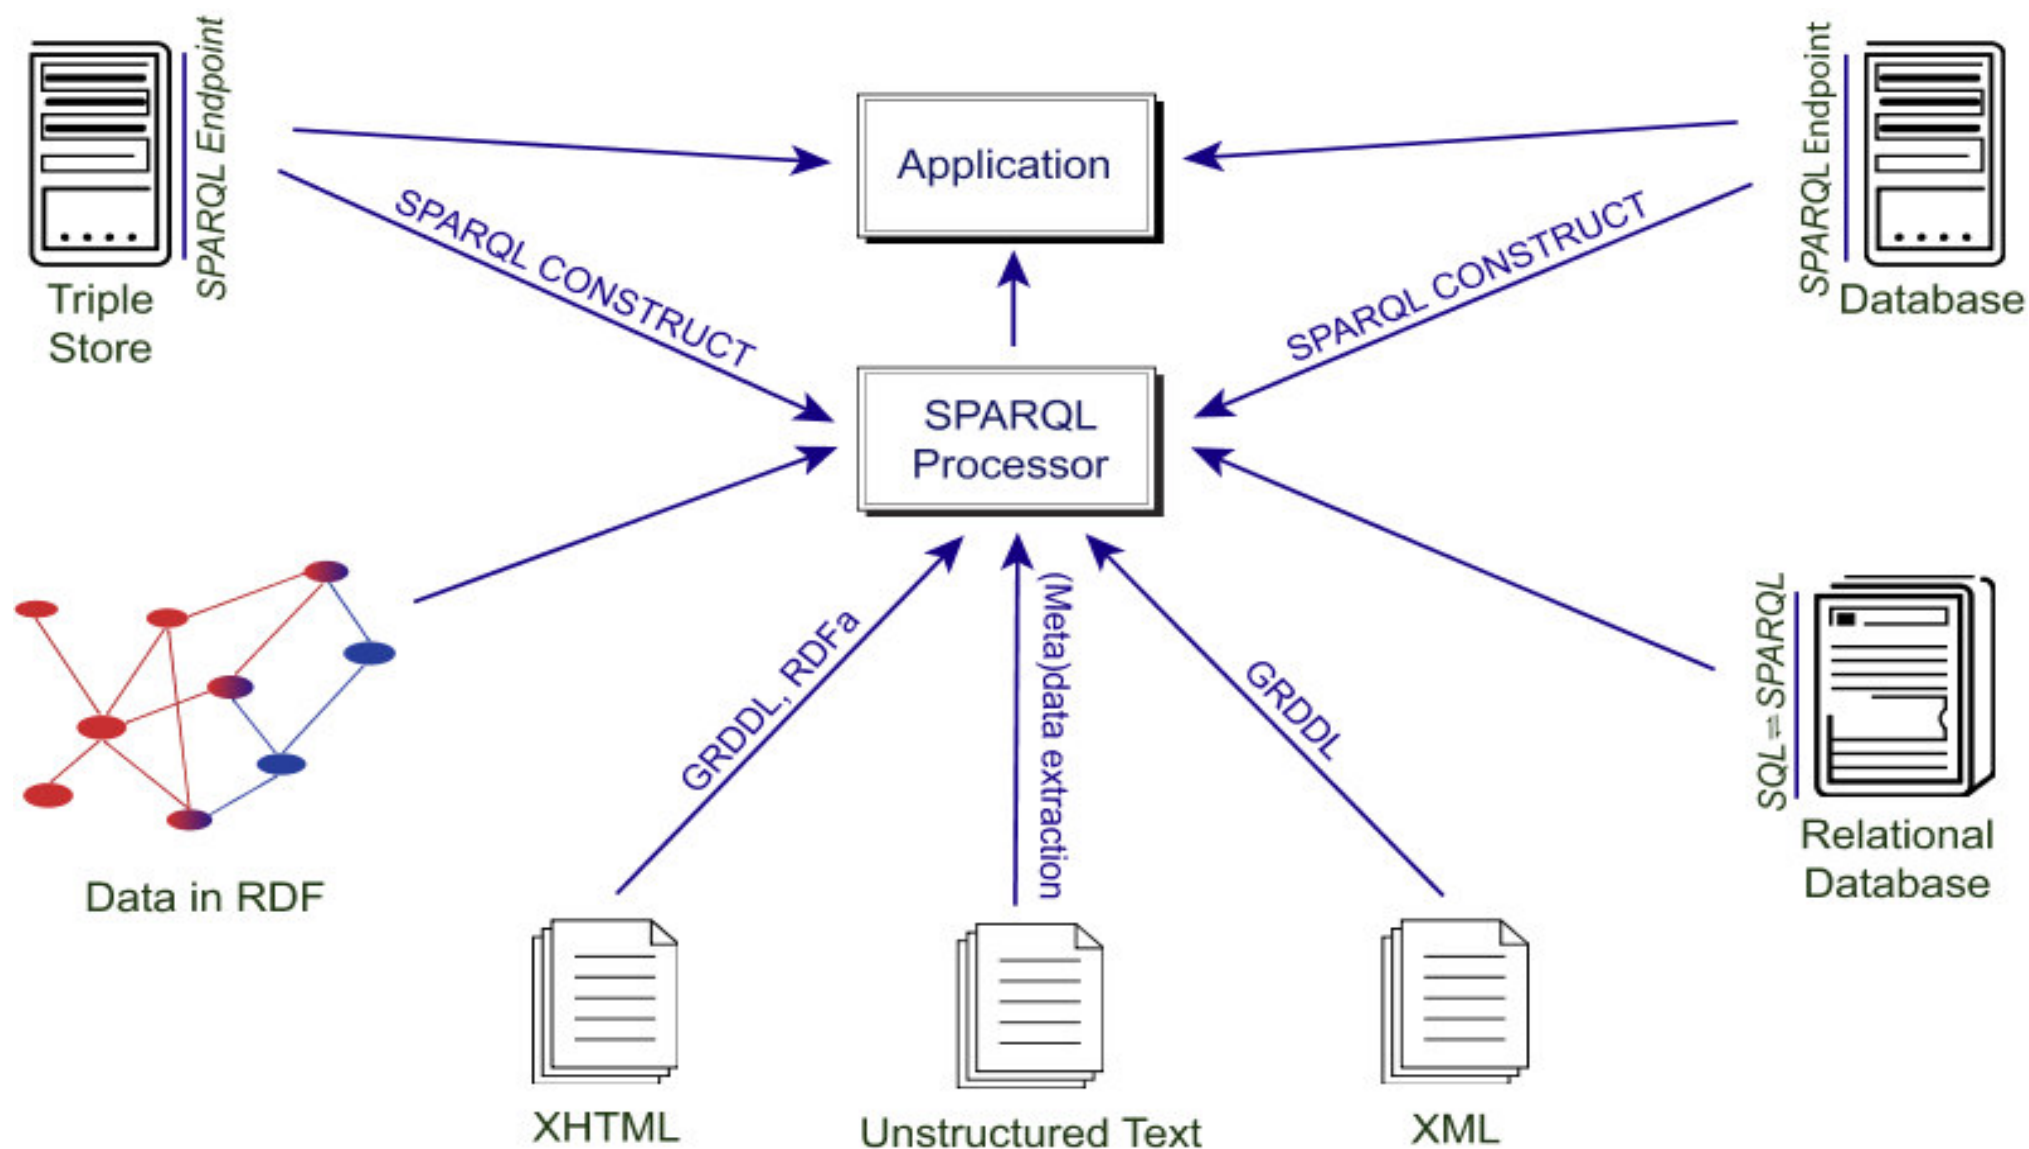 SPARQL Endpoint
Triple
Store
Application
SPARQL Endpoint
Database
SPARQL CONSTRUCT
SPARQL CONSTRUCT
SPARQL
Processor
Data in RDF
GRDDL, RDFa
(Meta)data extraction
GRDDL
SQL⇌SPARQL
Relational
Database
XHTML
Unstructured Text
XML